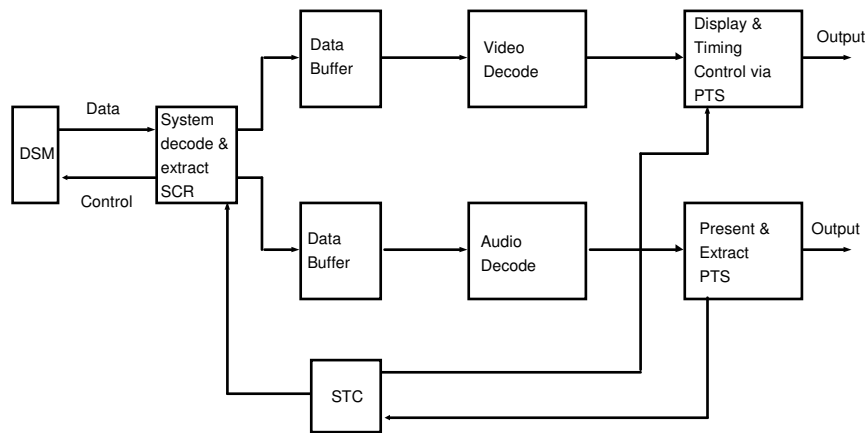 Data
Buffer
Video
Decode
Display &
Timing
Control via
PTS
Output
Data
DSM
Control
System
decode &
extract
SCR
Data
Buffer
Audio
Decode
Present &
Extract
PTS
Output
STC